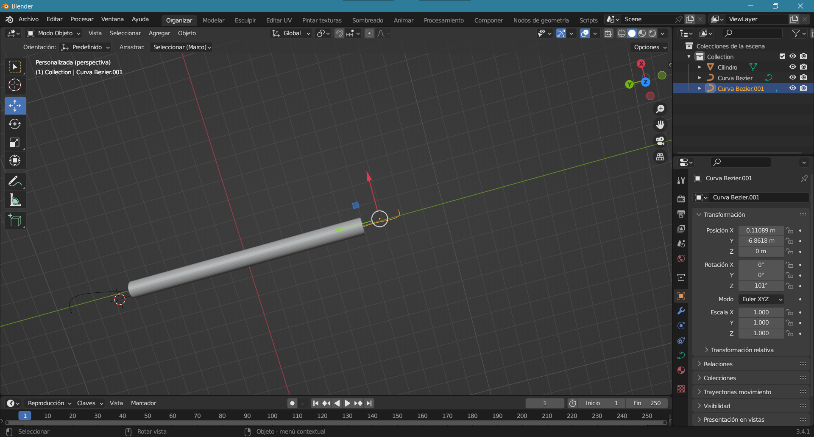 Blender
Archivo Editar Procesar Ventana Ayuda Organizar Modelar Esculpir Editar UV Pintar texturas Sombreado Animar Procesamiento Componer Nodos de geometría Scripts Scene ViewLayer
Modo Objeto Vista Seleccionar Agregar Objeto Global
Orientación: Predefinido Arrastrar: Seleccionar (Marco) Opciones
Personalizada (perspectiva)
(1) Collection | Curva Bezier.001
X
Y
Z
Colecciones de la escena
Collection
Cilindro
Curva Bezier
Curva Bezier.001
Curva Bezier.001
Curva Bezier.001
Transformación
Posición X 0.11089 m
Y -6.8618 m
Z 0 m
Rotación X 0°
Y 0°
Z 101°
Modo Euler XYZ
Escala X 1.000
Y 1.000
Z 1.000
Transformación relativa
Relaciones
Colecciones
Trayectorias movimiento
Visibilidad
Presentación en vistas
Reproducción Claves Vista Marcador 1 Inicio 1 Fin 250
1 10 20 30 40 50 60 70 80 90 100 110 120 130 140 150 160 170 180 190 200 210 220 230 240 250
Seleccionar Rotar vista Objeto - menú contextual 3.4.1